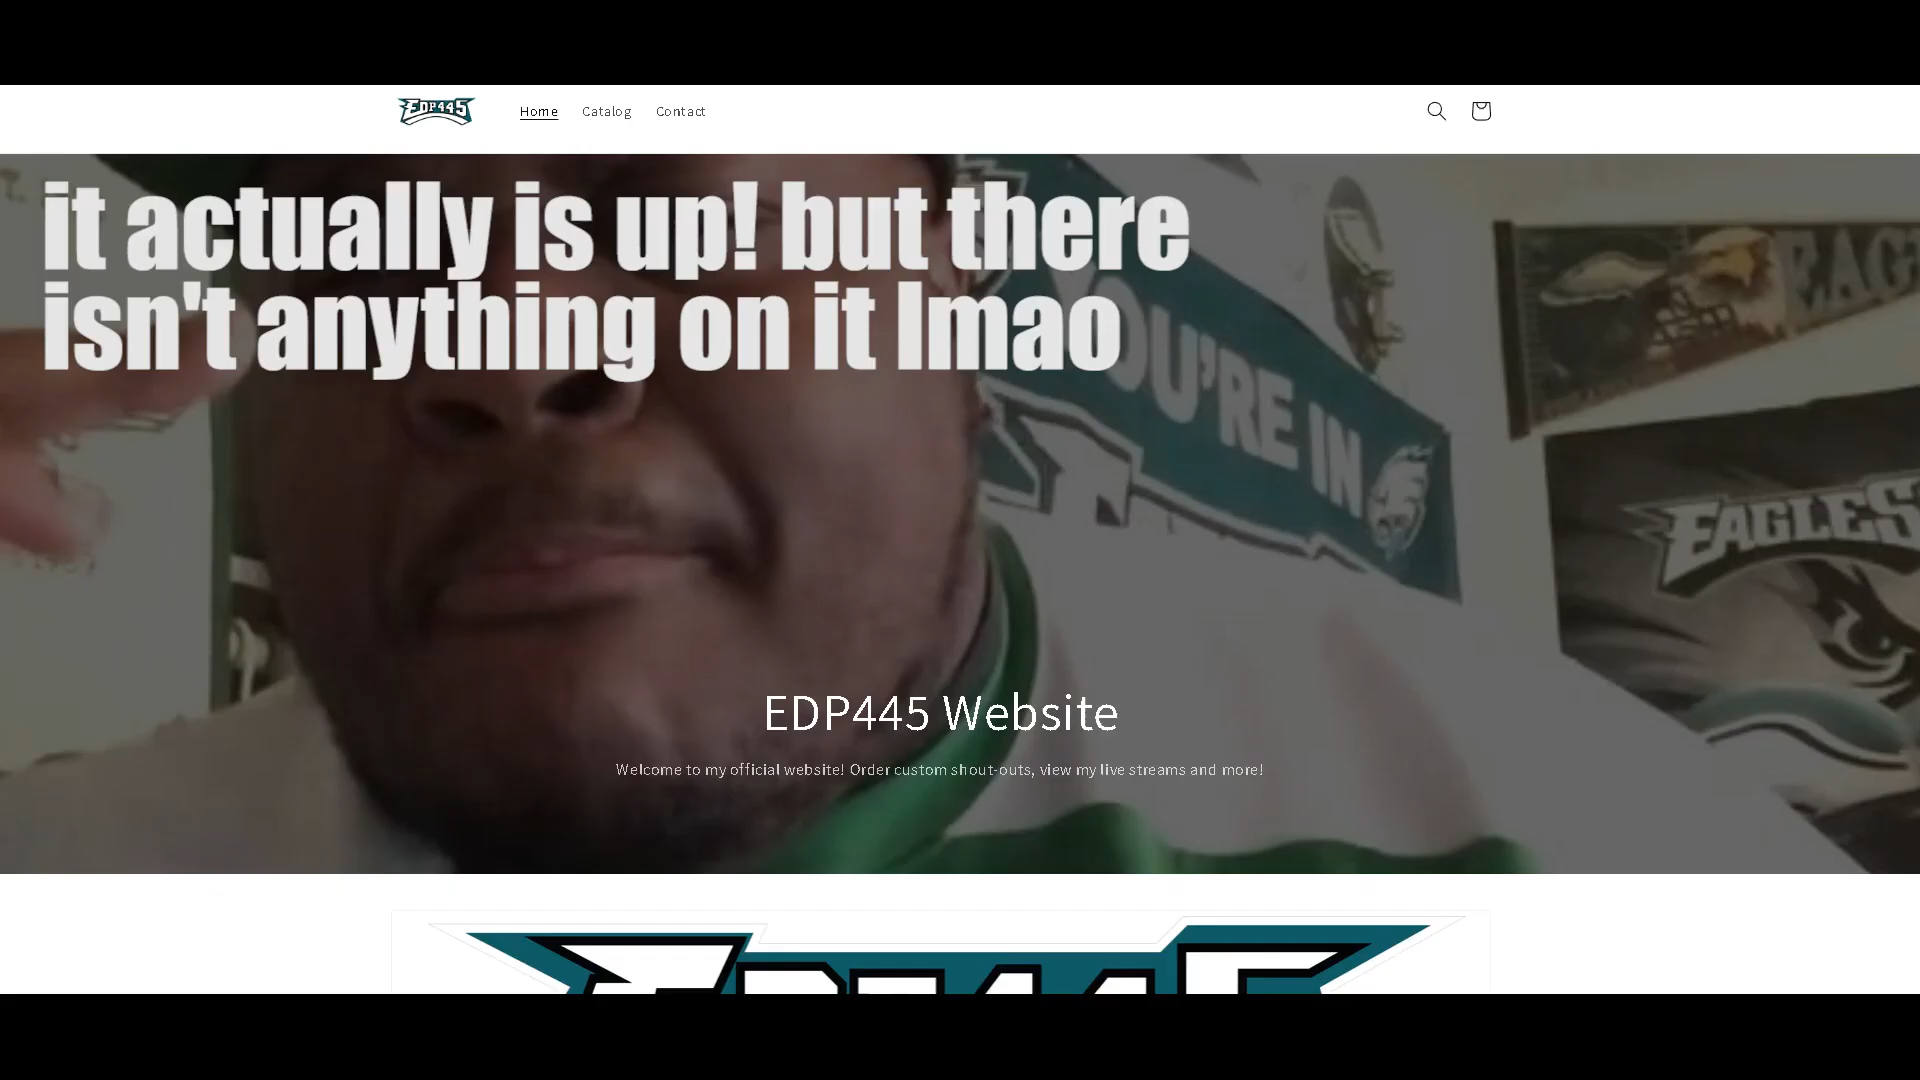 EDP445
Home
Catalog
Contact
it actually is up! but there
isn't anything on it lmao
YOU'RE IN
EAGLES
EDP445 Website
Welcome to my official website! Order custom shout-outs, view my live streams and more!
EDP445